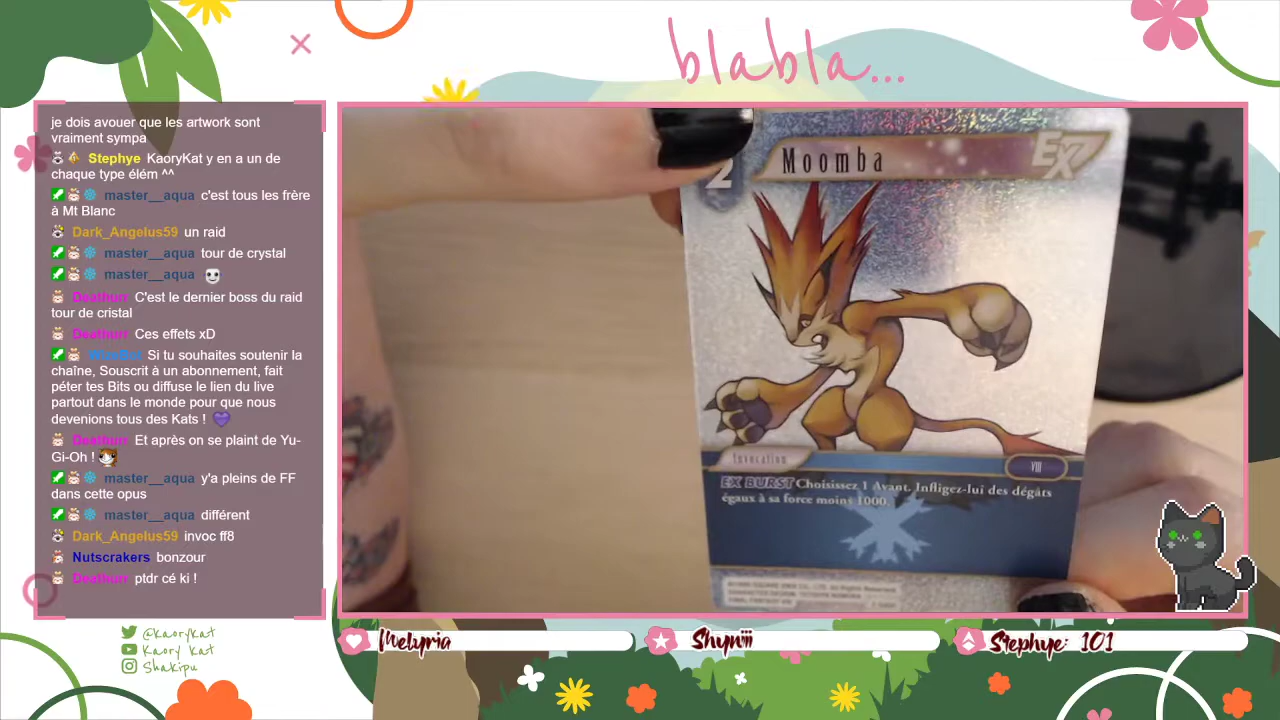 blabla...
je dois avouer que les artwork sont
vraiment sympa
Stephye KaoryKat y en a un de
chaque type élém ^^
master__aqua c'est tous les frère
à Mt Blanc
Dark_Angelus59 un raid
master__aqua tour de crystal
master__aqua
Deathurr C'est le dernier boss du raid
tour de cristal
Deathurr Ces effets xD
Si tu souhaites soutenir la
chaîne, Souscrit à un abonnement, fait
péter tes Bits ou diffuse le lien du live
partout dans le monde pour que nous
devenions tous des Kats !
Deathurr Et après on se plaint de Yu-
Gi-Oh !
master__aqua y'a pleins de FF
dans cette opus
master__aqua différent
Dark_Angelus59 invoc ff8
Nutscrakers bonzour
Deathurr ptdr cé ki !
@kaorykat
Kaory Kat
Shakipu
2
Moomba
EX
Invocation
VIII
EX BURST Choisissez 1 Avant. Infligez-lui des dégâts
égaux à sa force moins 1000.
Melyria
Shyniii
Stephye: 101